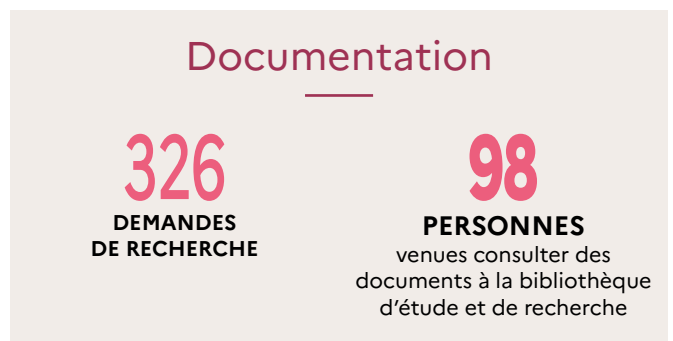 Documentation
326
DEMANDES
DE RECHERCHE
98
PERSONNES
venues consulter des
documents à la bibliothèque
d’étude et de recherche